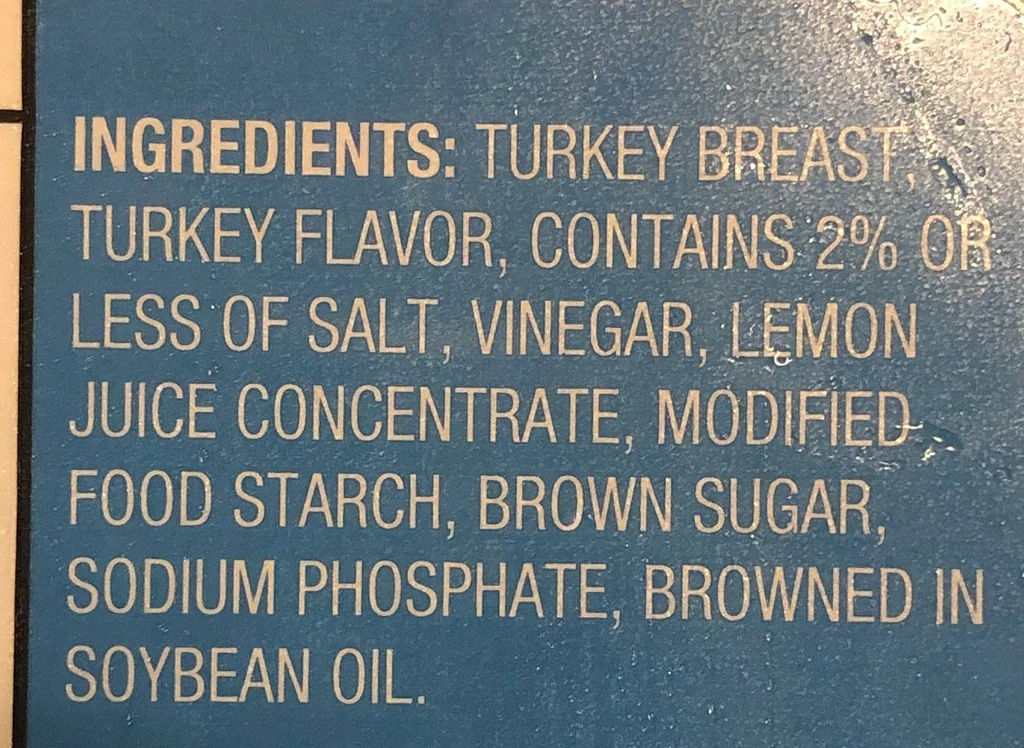 INGREDIENTS: TURKEY BREAST,
TURKEY FLAVOR, CONTAINS 2% OR
LESS OF SALT, VINEGAR, LEMON
JUICE CONCENTRATE, MODIFIED
FOOD STARCH, BROWN SUGAR,
SODIUM PHOSPHATE, BROWNED IN
SOYBEAN OIL.